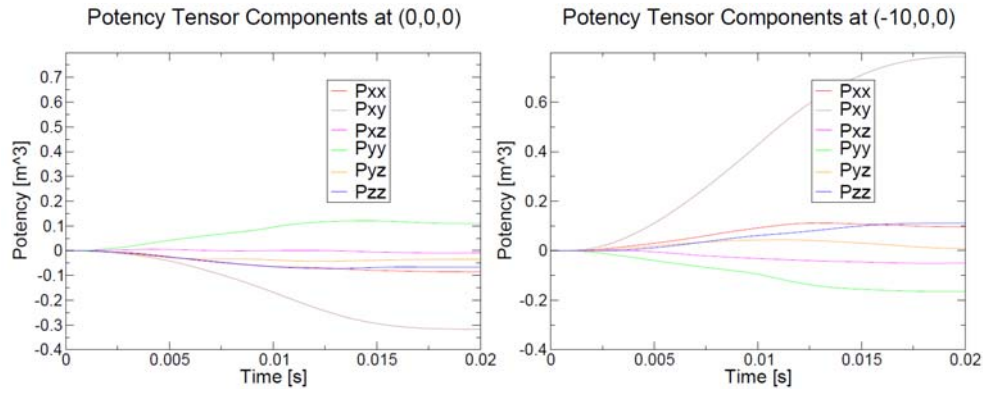 Potency Tensor Components at (0,0,0)
Potency [m^3]
0.7
0.6
0.5
0.4
0.3
0.2
0.1
0
-0.1
-0.2
-0.3
-0.4
0
0.005
0.01
0.015
0.02
Time [s]
Pxx
Pxy
Pxz
Pyy
Pyz
Pzz
Potency Tensor Components at (-10,0,0)
Potency [m^3]
0.6
0.4
0.2
0
-0.2
-0.4
0
0.005
0.01
0.015
0.02
Time [s]
Pxx
Pxy
Pxz
Pyy
Pyz
Pzz